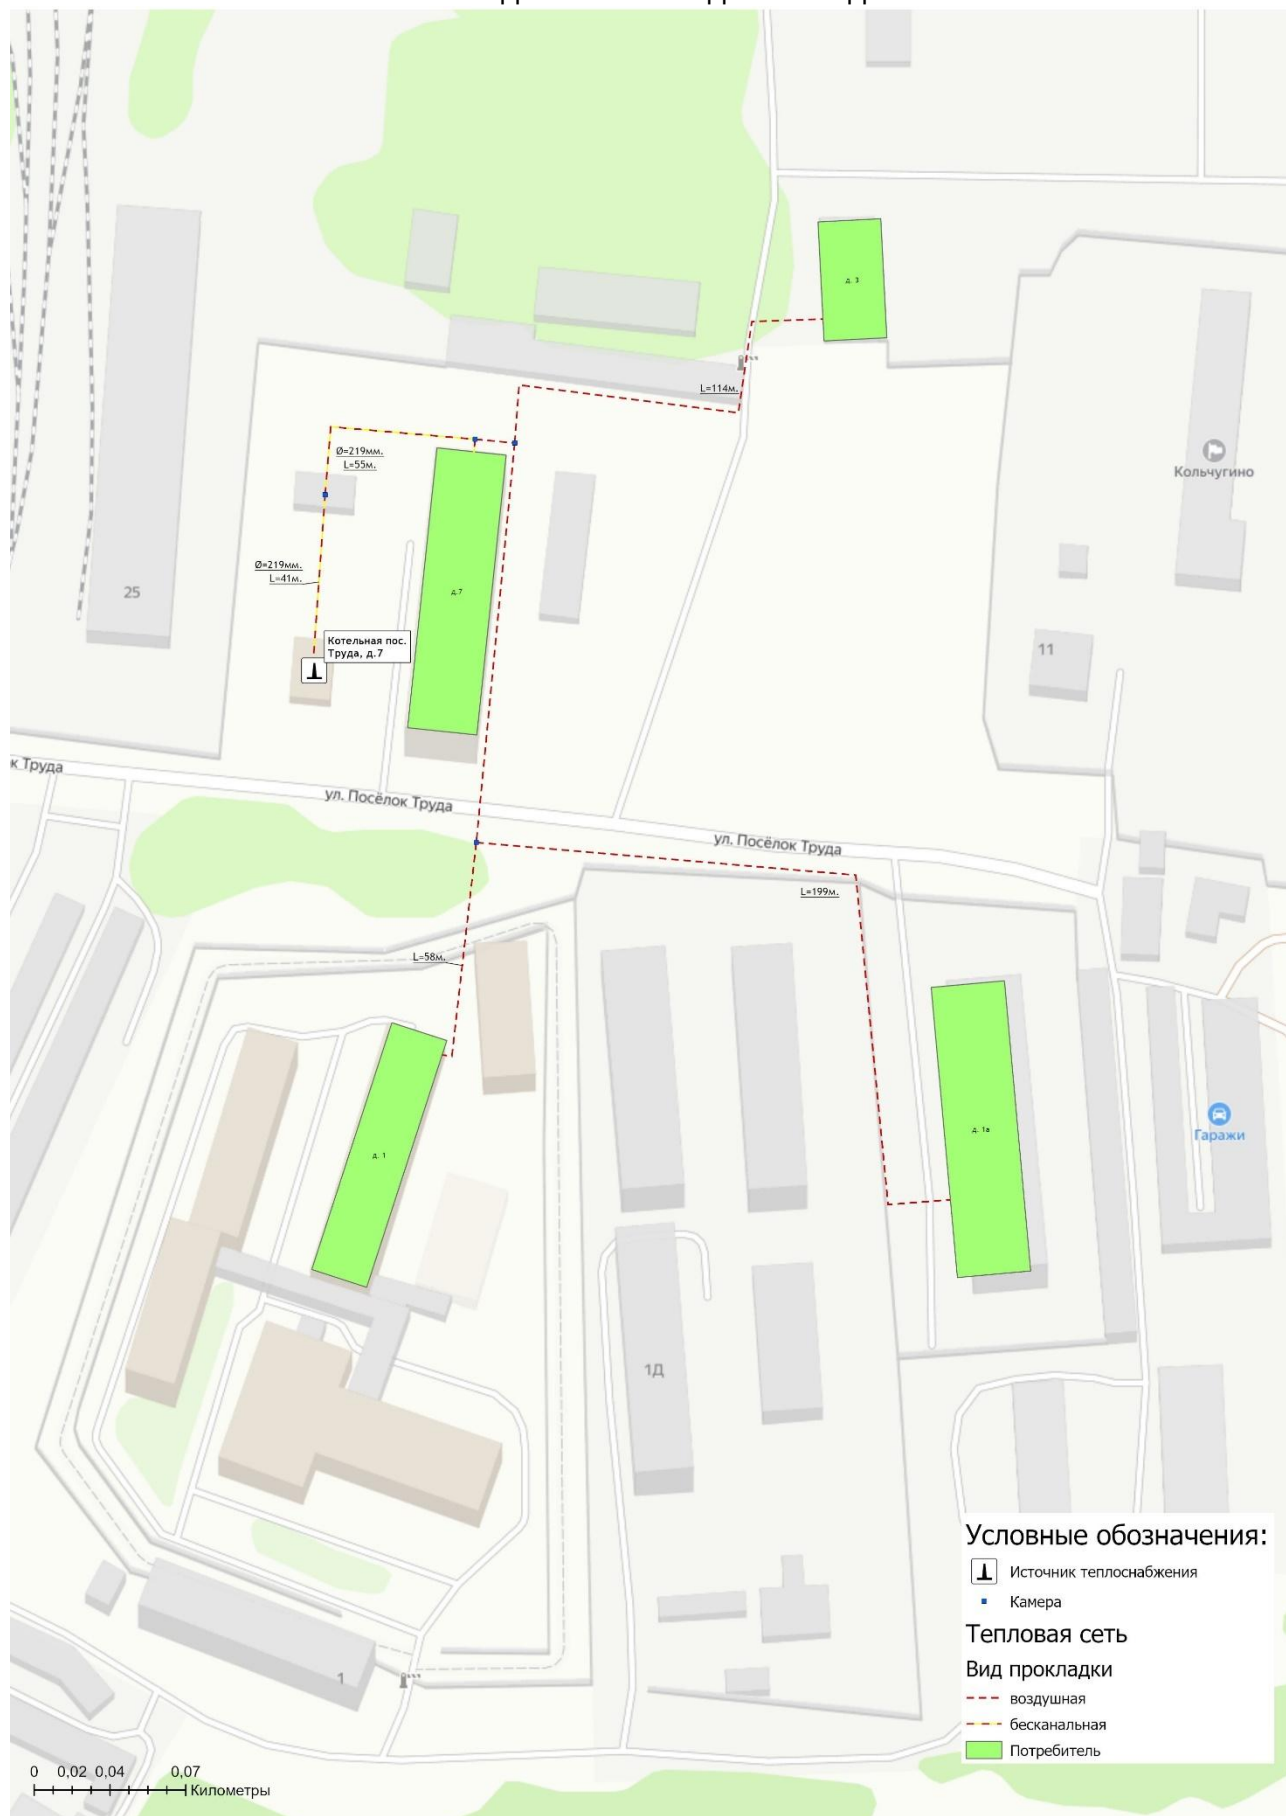 д. 3
L=114м.
Ø=219мм.
L=55м.
Кольчугино
Ø=219мм.
L=41м.
25
д.7
Котельная пос.
Труда, д.7
11
к Труда
ул. Посёлок Труда
ул. Посёлок Труда
L=199м.
L=58м.
д. 1
д. 1а
Гаражи
1Д
1
Условные обозначения:
Источник теплоснабжения
Камера
Тепловая сеть
Вид прокладки
воздушная
бесканальная
Потребитель
0 0,02 0,04 0,07
Километры